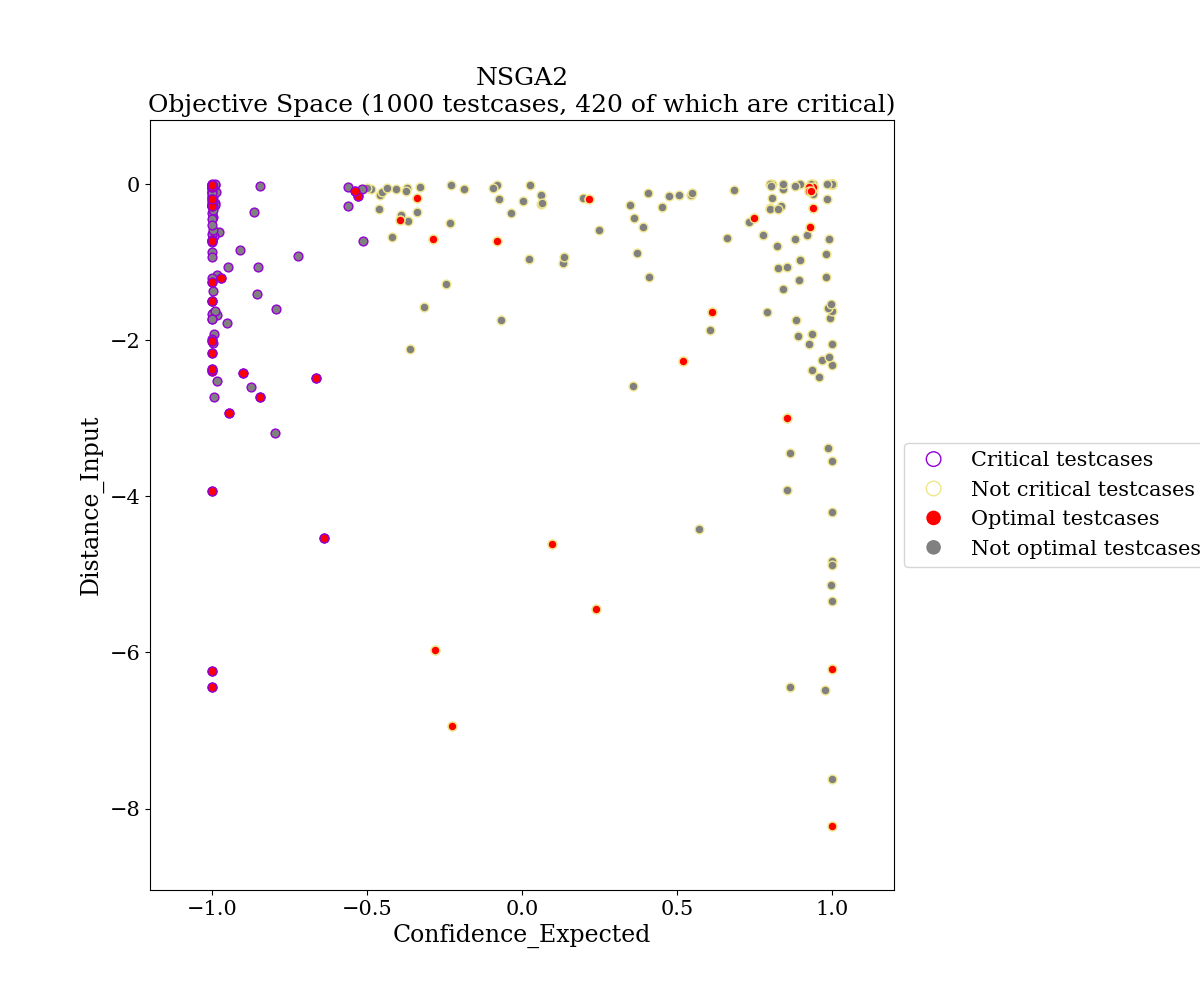 NSGA2
Objective Space (1000 testcases, 420 of which are critical)
0
−2
−4
−6
−8
Distance_Input
−1.0
−0.5
0.0
0.5
1.0
Confidence_Expected
Critical testcases
Not critical testcases
Optimal testcases
Not optimal testcases